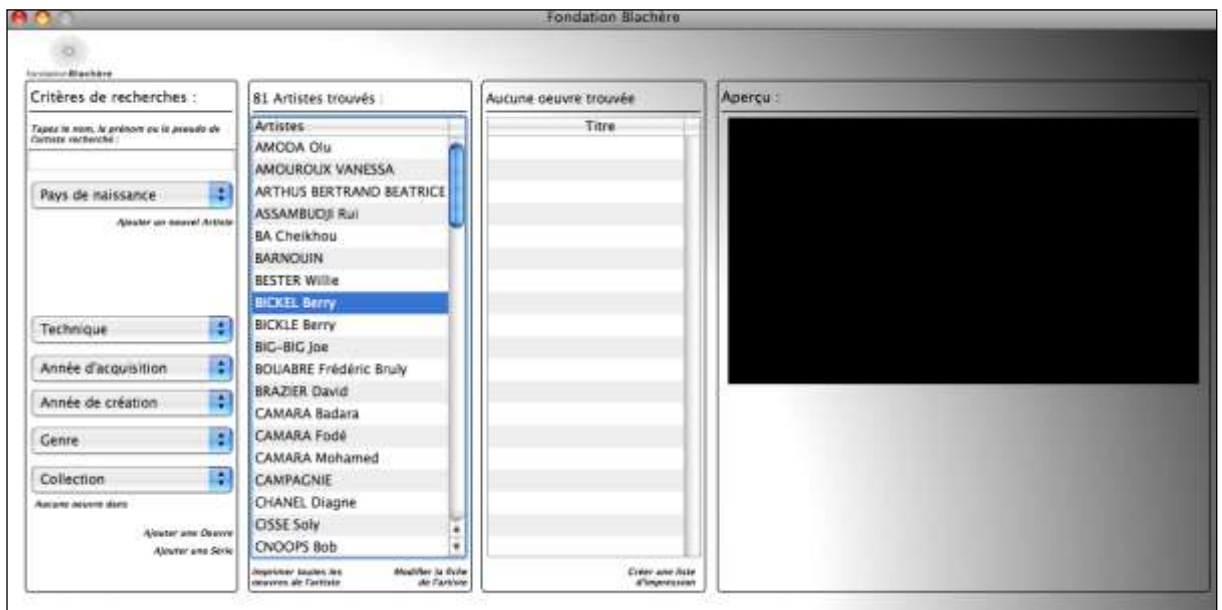 Fondation Blachère
Fondation Blachère
Critères de recherches :
Tapez le nom, le prénom ou le pseudo de
l'artiste recherché :
Pays de naissance
Ajouter un nouvel Artiste
Technique
Année d'acquisition
Année de création
Genre
Collection
Aucune oeuvre dans
Ajouter une Oeuvre
Ajouter une Série
81 Artistes trouvés :
Artistes
AMODA Olu
AMOUROUX VANESSA
ARTHUS BERTRAND BEATRICE
ASSAMBUDJI Rui
BA Cheikhou
BARNOUIN
BESTER Willie
BICKEL Berry
BICKLE Berry
BIG-BIG Joe
BOUABRE Frédéric Bruly
BRAZIER David
CAMARA Badara
CAMARA Fodé
CAMARA Mohamed
CAMPAGNIE
CHANEL Diagne
CISSE Soly
CNOOPS Bob
Imprimer toutes les
oeuvres de l'artiste
Modifier la fiche
de l'artiste
Aucune oeuvre trouvée
Titre
Créer une liste
d'impression
Aperçu :